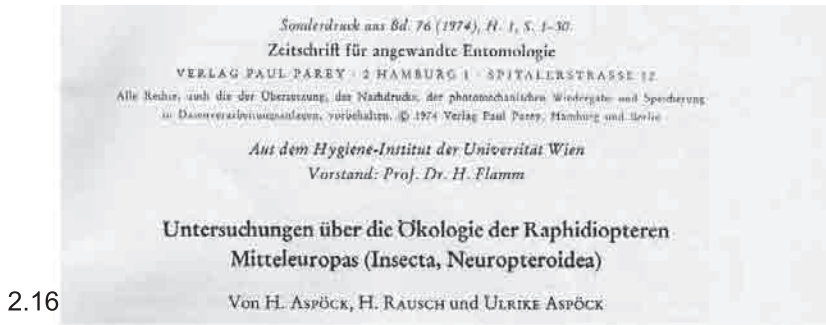 Sonderdruck aus Bd. 76 (1974), H. 1, S. 1–30.
Zeitschrift für angewandte Entomologie
VERLAG PAUL PAREY · 2 HAMBURG 1 · SPITALERSTRASSE 12
Alle Rechte, auch die der Übersetzung, des Nachdrucks, der photomechanischen Wiedergabe und Speicherung
in Datenverarbeitungsanlagen, vorbehalten. © 1974 Verlag Paul Parey, Hamburg und Berlin
Aus dem Hygiene-Institut der Universität Wien
Vorstand: Prof. Dr. H. Flamm
Untersuchungen über die Ökologie der Raphidiopteren
Mitteleuropas (Insecta, Neuropteroidea)
2.16 Von H. ASPÖCK, H. RAUSCH und ULRIKE ASPÖCK